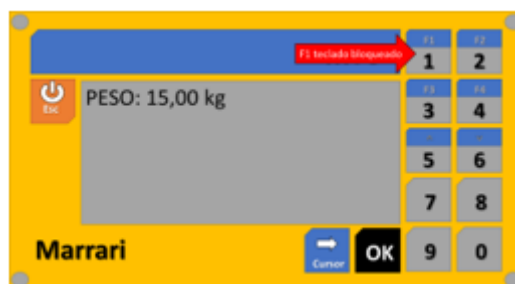 F1 teclado bloqueado
F1 F2
1 2
Esc
PESO: 15,00 kg
F3 F4
3 4
5 6
7 8
Marrari
Cursor
OK
9 0